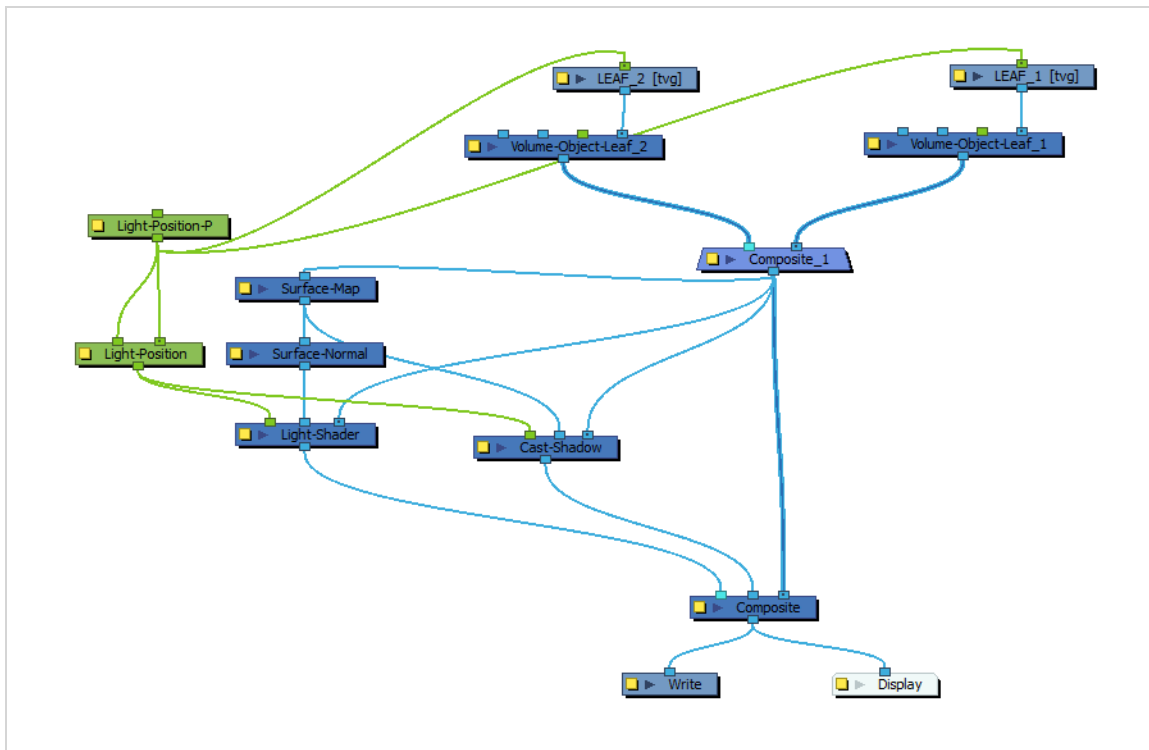 LEAF_2 [tvg]
LEAF_1 [tvg]
Volume-Object-Leaf_2
Volume-Object-Leaf_1
Light-Position-P
Composite_1
Surface-Map
Light-Position
Surface-Normal
Light-Shader
Cast-Shadow
Composite
Write
Display